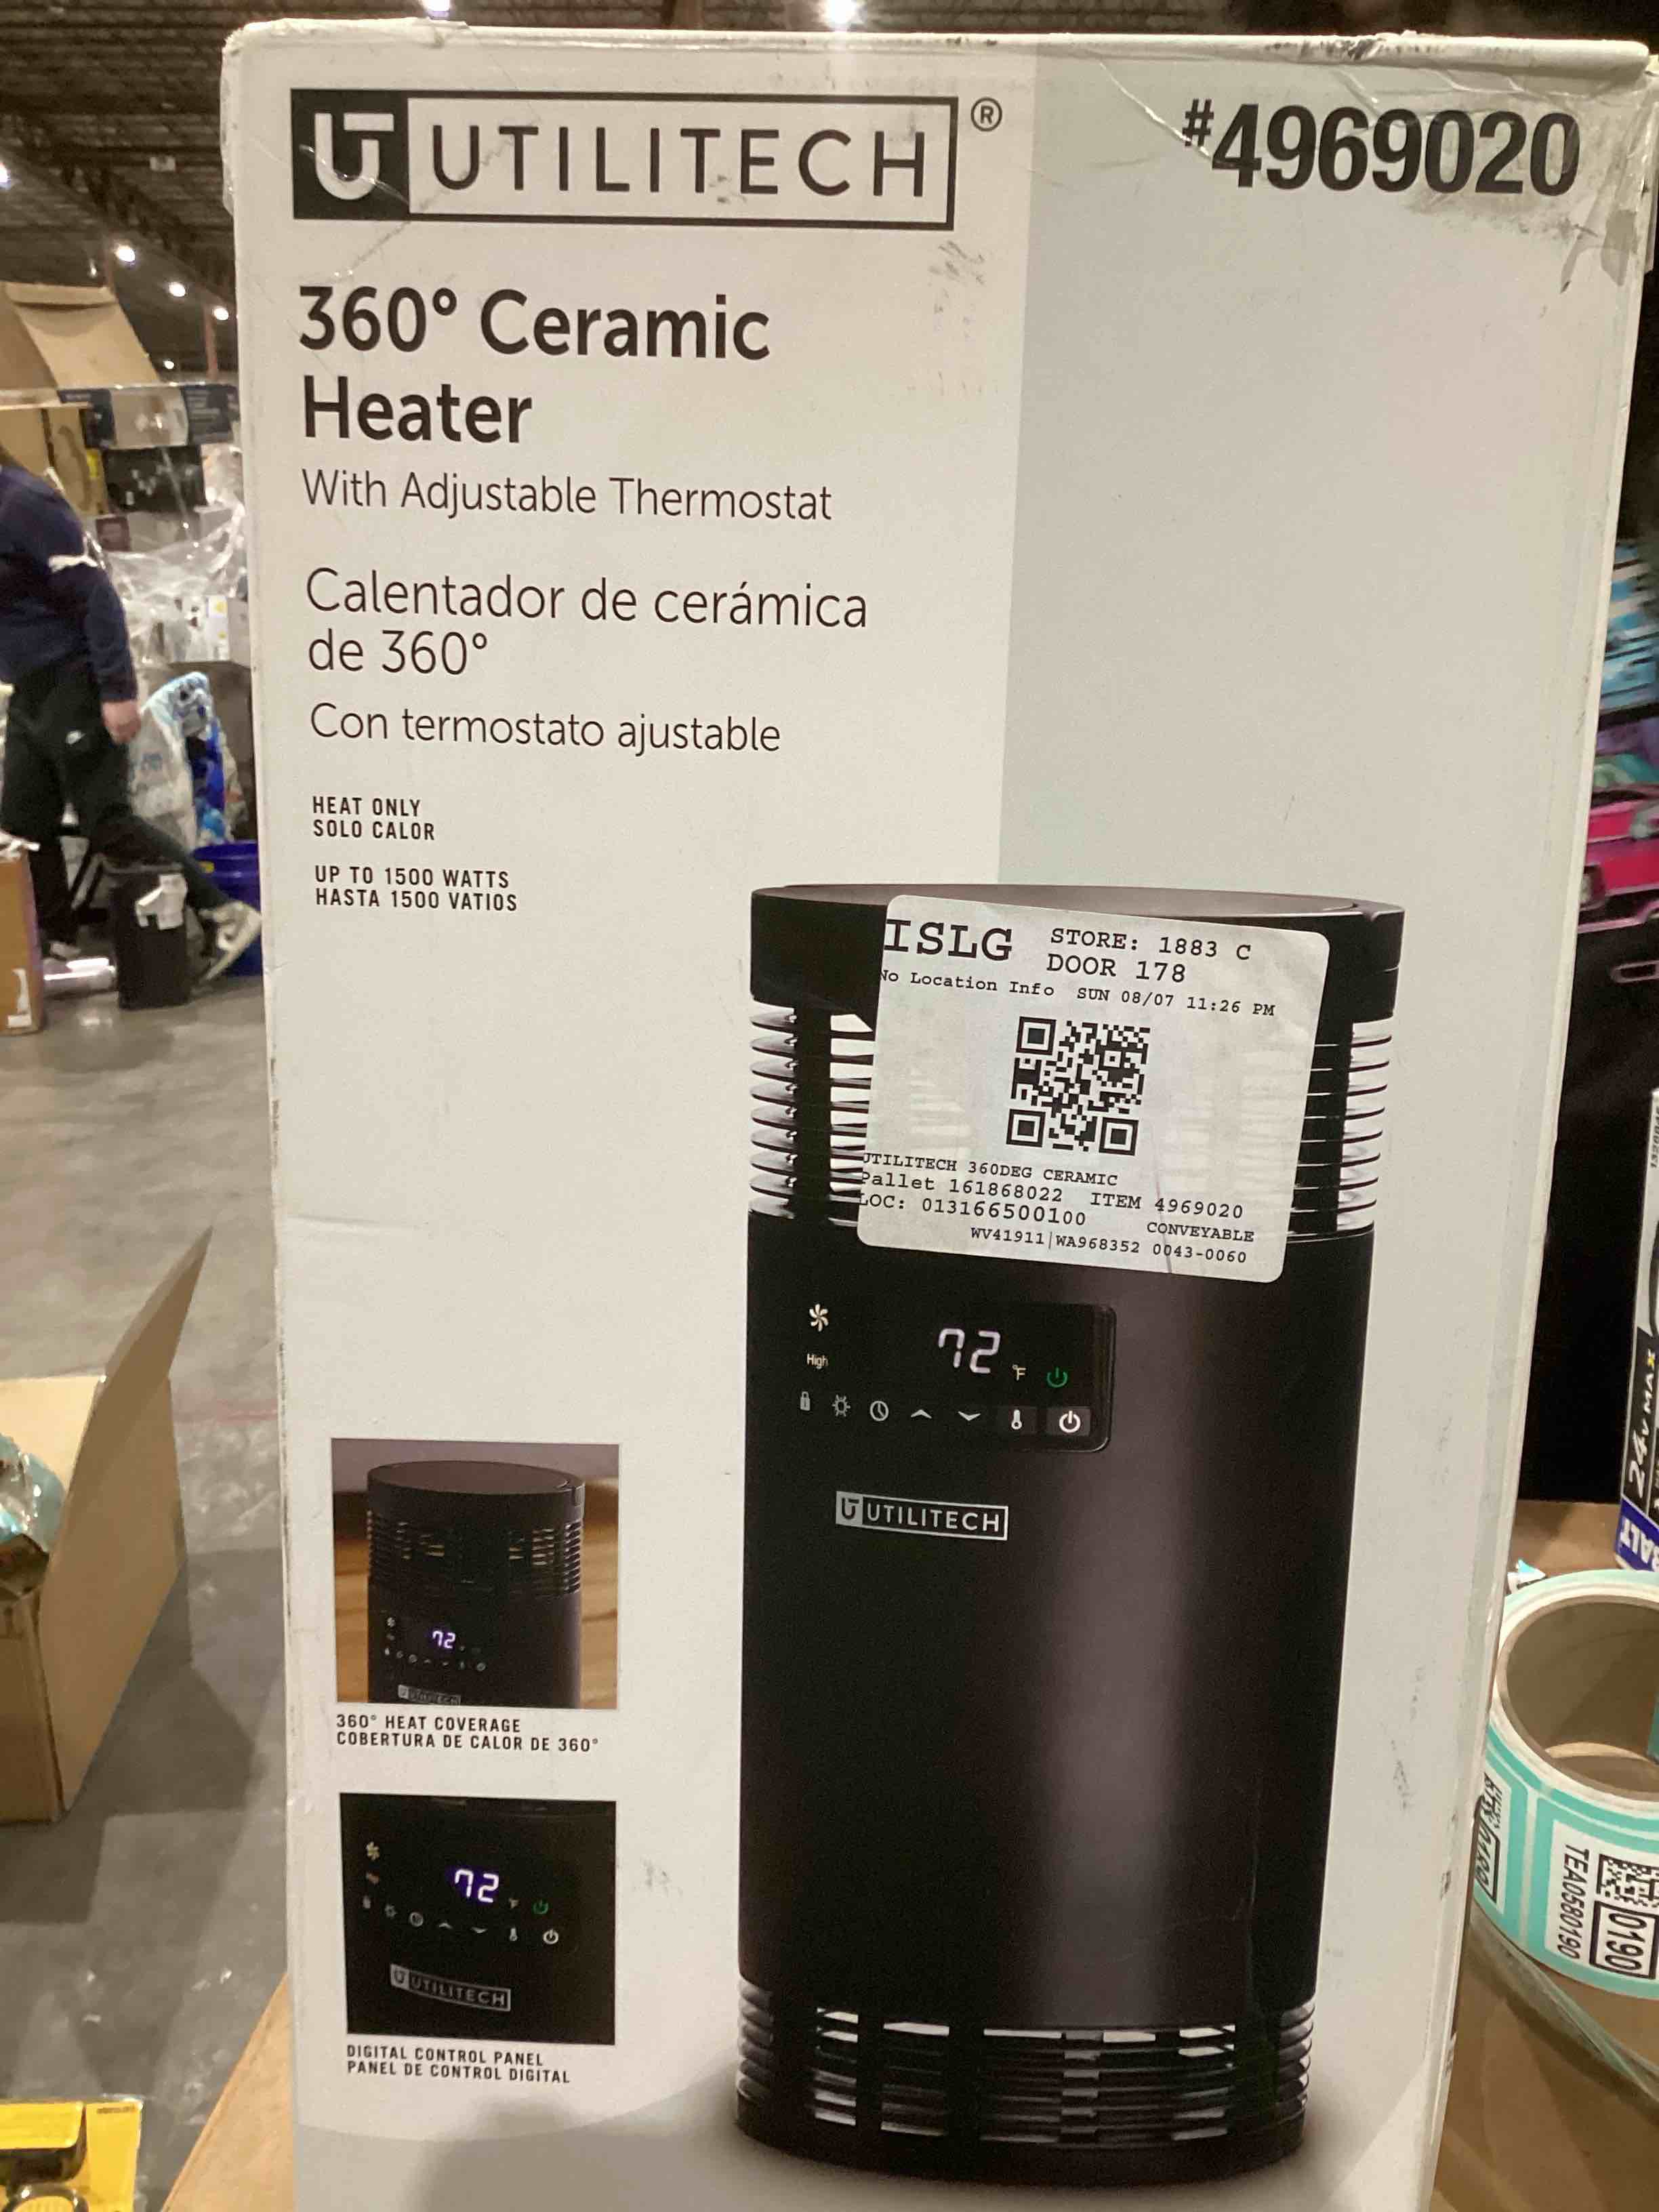 UTILITECH®
#4969020
360° Ceramic
Heater
With Adjustable Thermostat
Calentador de cerámica
de 360°
Con termostato ajustable
HEAT ONLY
SOLO CALOR
UP TO 1500 WATTS
HASTA 1500 VATIOS
ISLG STORE: 1883 C
DOOR 178
No Location Info SUN 08/07 11:26 PM
UTILITECH 360DEG CERAMIC
Pallet 161868022 ITEM 4969020
LOC: 013166500100 CONVEYABLE
WV41911|WA968352 0043-0060
72 °F
High
UTILITECH
72
UTILITECH
360° HEAT COVERAGE
COBERTURA DE CALOR DE 360°
72 °F
UTILITECH
DIGITAL CONTROL PANEL
PANEL DE CONTROL DIGITAL
24V MAX
TEA0580190
0190